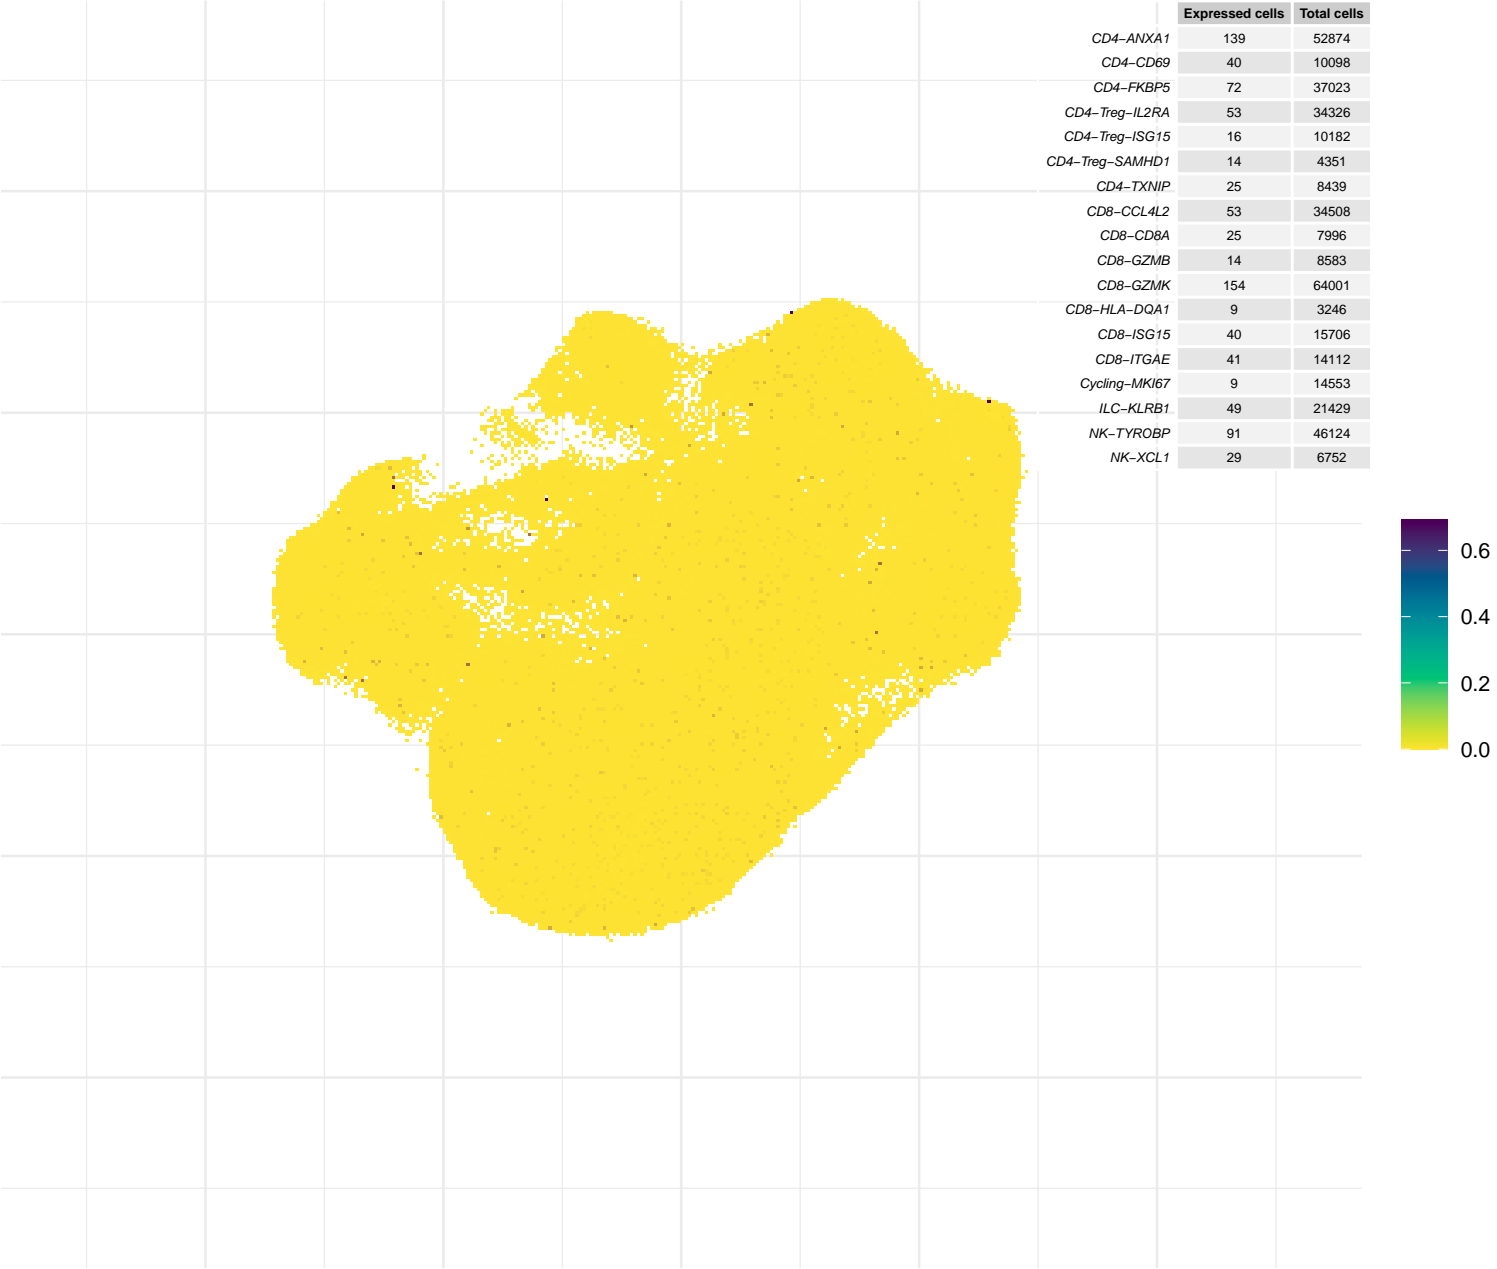 Expressed cells Total cells
CD4−ANXA1 139 52874
CD4−CD69 40 10098
CD4−FKBP5 72 37023
CD4−Treg−IL2RA 53 34326
CD4−Treg−ISG15 16 10182
CD4−Treg−SAMHD1 14 4351
CD4−TXNIP 25 8439
CD8−CCL4L2 53 34508
CD8−CD8A 25 7996
CD8−GZMB 14 8583
CD8−GZMK 154 64001
CD8−HLA−DQA1 9 3246
CD8−ISG15 40 15706
CD8−ITGAE 41 14112
Cycling−MKI67 9 14553
ILC−KLRB1 49 21429
NK−TYROBP 91 46124
NK−XCL1 29 6752
0.6
0.4
0.2
0.0